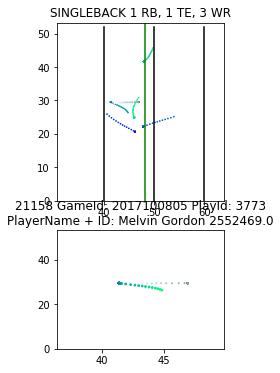 SINGLEBACK 1 RB, 1 TE, 3 WR
50
40
30
20
10
0
40 50 60
21158 GameId: 2017100805 PlayId: 3773
PlayerName + ID: Melvin Gordon 2552469.0
40
20
0
40 45